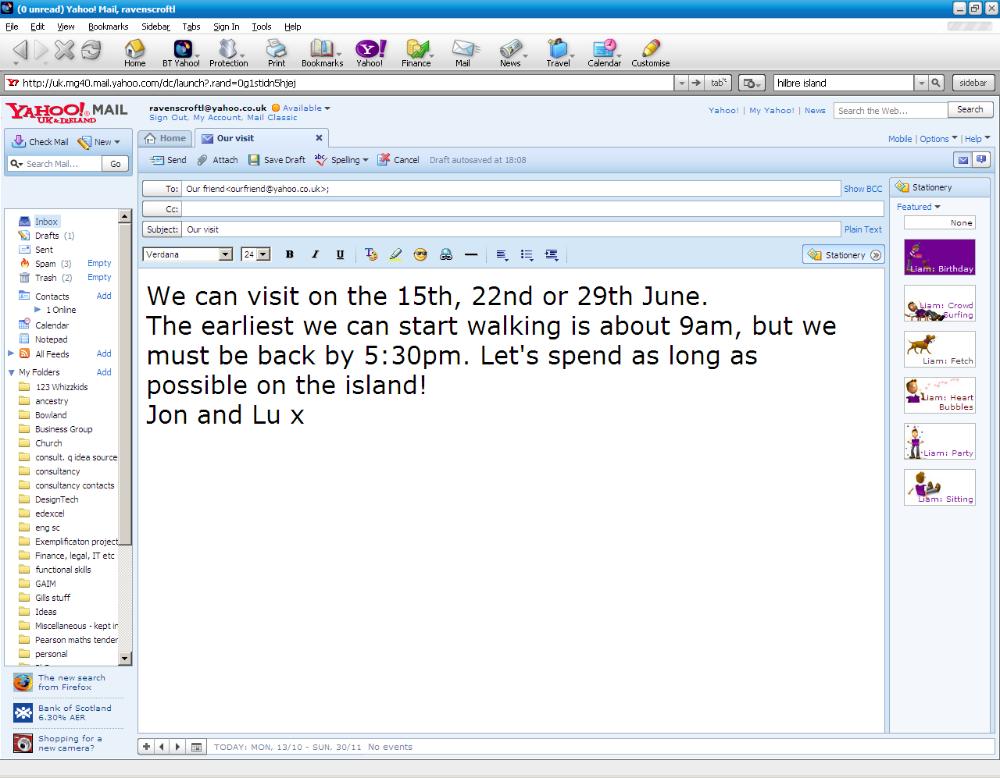 (0 unread) Yahoo! Mail, ravenscroftl
File Edit View Bookmarks Sidebar Tabs Sign In Tools Help
Home BT Yahoo! Protection Print Bookmarks Yahoo! Finance Mail News Travel Calendar Customise
http://uk.mg40.mail.yahoo.com/dc/launch?.rand=0g1stidn5hjej tab+ hilbre island sidebar
YAHOO! MAIL
UK & IRELAND
ravenscroftl@yahoo.co.uk Available
Sign Out, My Account, Mail Classic
Yahoo! | My Yahoo! | News Search the Web... Search
Check Mail New
Search Mail... Go
Home Our visit
Mobile | Options | Help
Send Attach Save Draft Spelling Cancel Draft autosaved at 18:08
To: Our friend<ourfriend@yahoo.co.uk>; Show BCC
Cc:
Subject: Our visit Plain Text
Verdana 24 B I U Stationery
We can visit on the 15th, 22nd or 29th June.
The earliest we can start walking is about 9am, but we
must be back by 5:30pm. Let's spend as long as
possible on the island!
Jon and Lu x
Inbox
Drafts (1)
Sent
Spam (3) Empty
Trash (2) Empty
Contacts Add
1 Online
Calendar
Notepad
All Feeds Add
My Folders Add
123 Whizzkids
ancestry
Bowland
Business Group
Church
consult. q idea source
consultancy
consultancy contacts
DesignTech
edexcel
eng sc
Exemplificaton project
Finance, legal, IT etc
functional skills
GAIM
Gills stuff
Ideas
Miscellaneous - kept in
Pearson maths tender
personal
The new search
from Firefox
Bank of Scotland
6.30% AER
Shopping for a
new camera?
Stationery
Featured
None
Liam: Birthday
Liam: Crowd
Surfing
Liam: Fetch
Liam: Heart
Bubbles
Liam: Party
Liam: Sitting
TODAY: MON, 13/10 - SUN, 30/11 No events